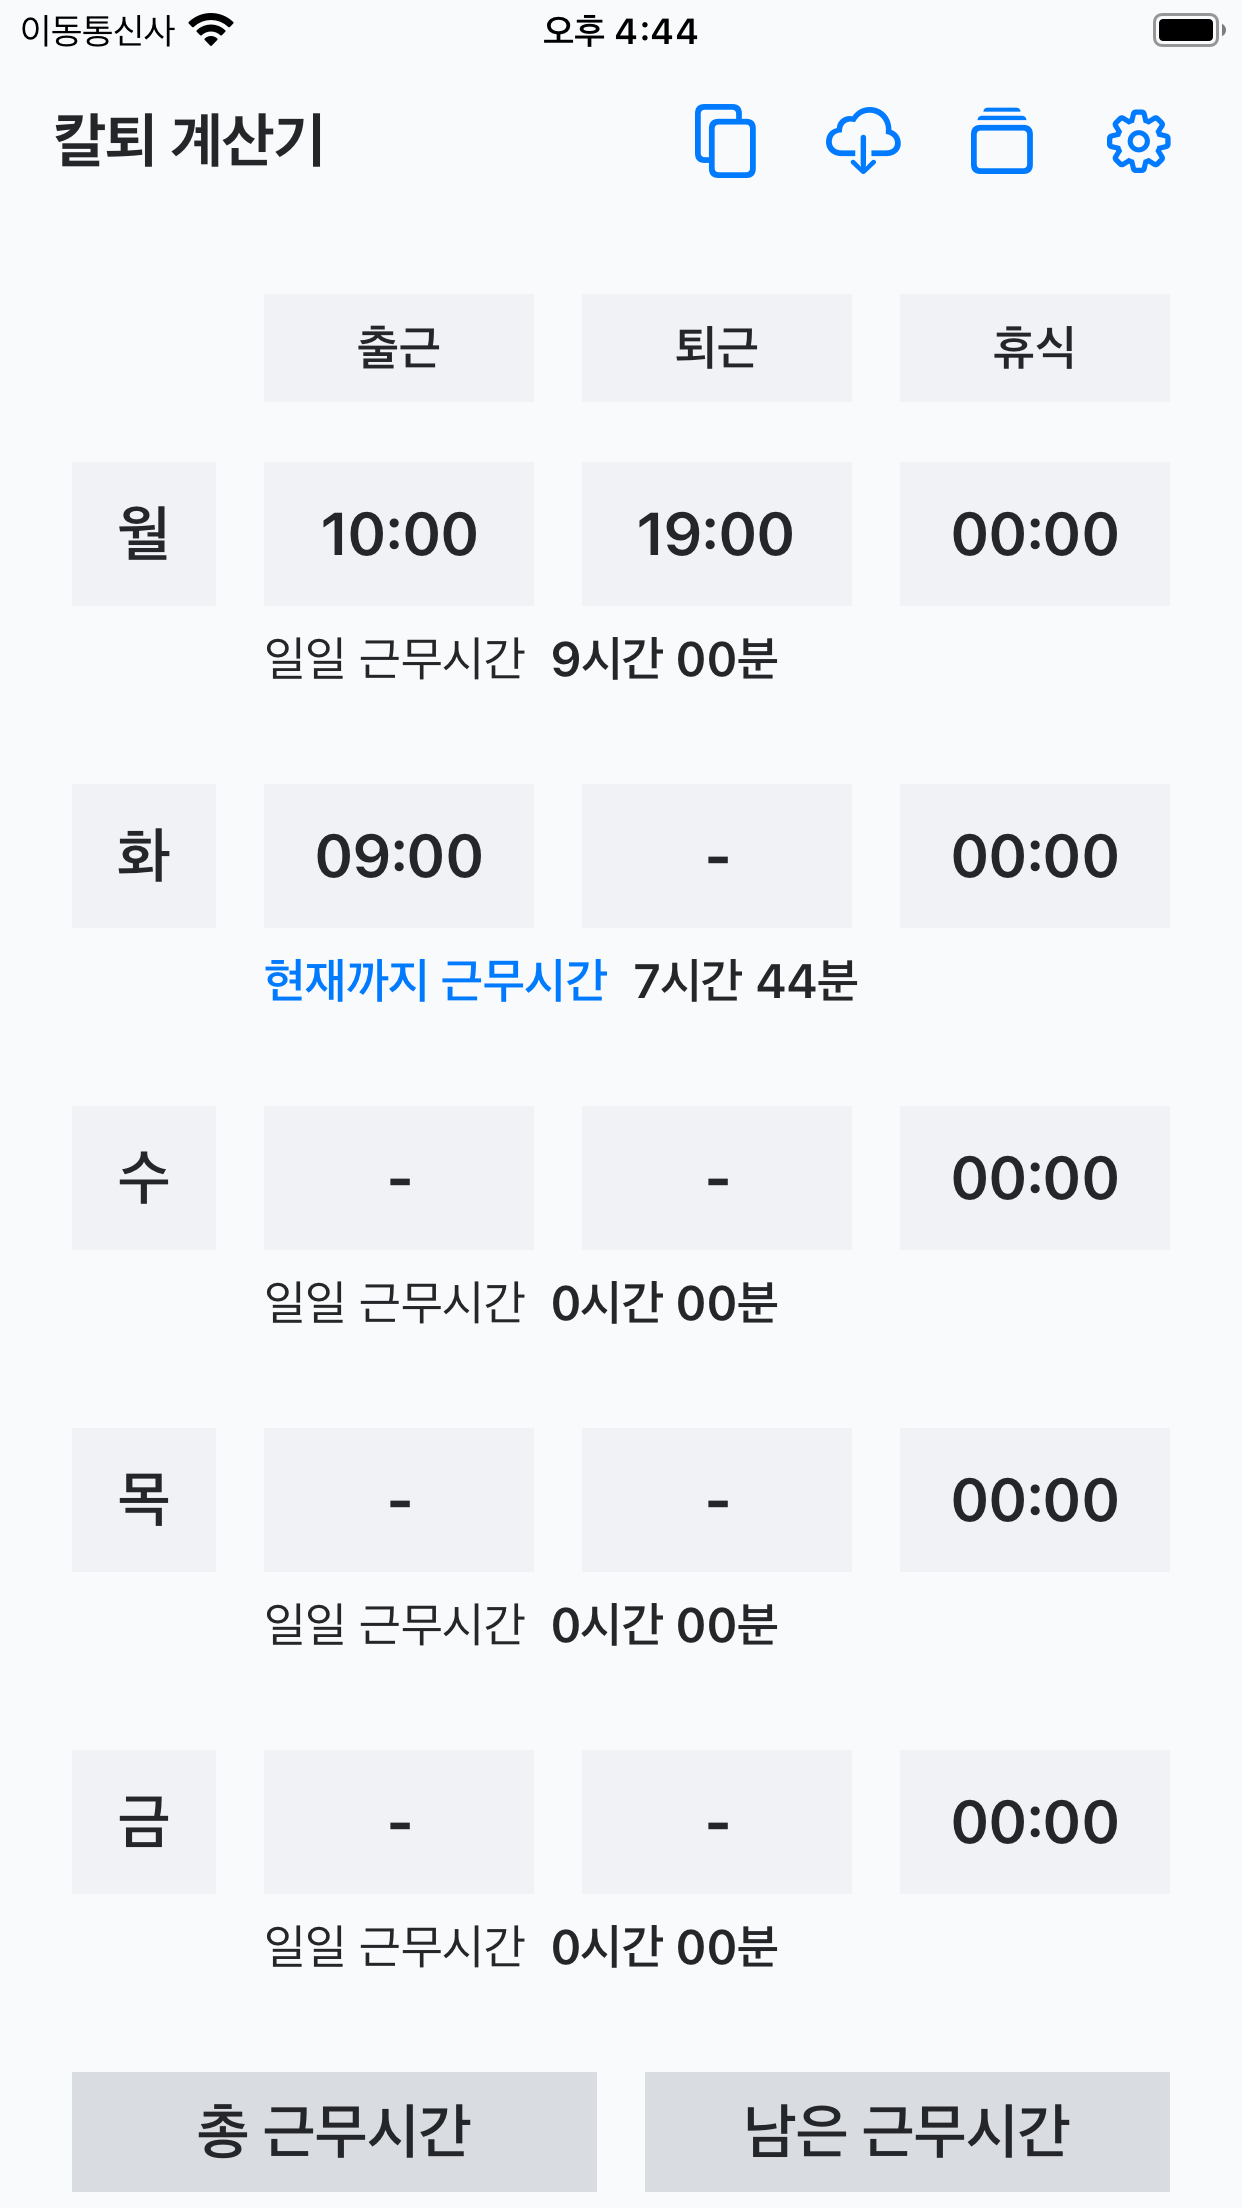 이동통신사 오후 4:44
칼퇴 계산기
출근 퇴근 휴식
월 10:00 19:00 00:00
일일 근무시간 9시간 00분
화 09:00 - 00:00
현재까지 근무시간 7시간 44분
수 - - 00:00
일일 근무시간 0시간 00분
목 - - 00:00
일일 근무시간 0시간 00분
금 - - 00:00
일일 근무시간 0시간 00분
총 근무시간 남은 근무시간